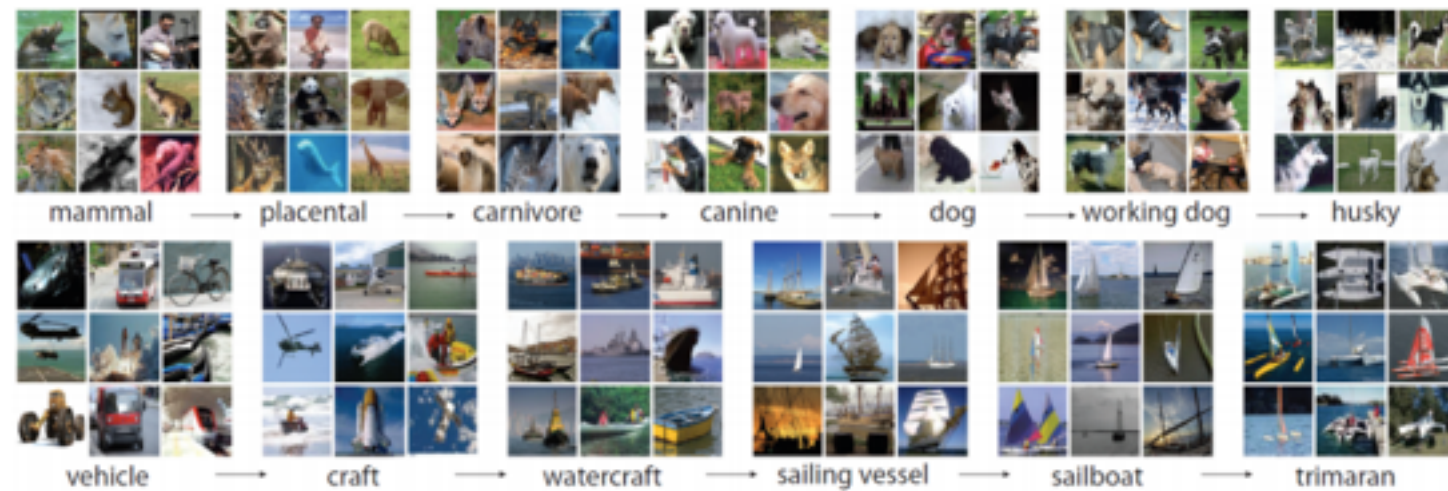 mammal → placental → carnivore → canine → dog → working dog → husky
vehicle → craft → watercraft → sailing vessel → sailboat → trimaran